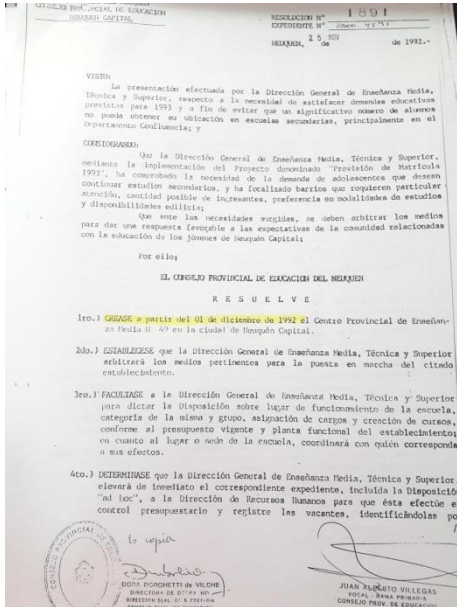 CONSEJO PROVINCIAL DE EDUCACION
NEUQUEN CAPITAL
RESOLUCION N° 1891
EXPEDIENTE N°
25 NOV
NEUQUEN, de de 1992.-
VISTO:
La presentación efectuada por la Dirección General de Enseñanza Media,
Técnica y Superior, respecto a la necesidad de satisfacer demandas educativas
previstas para 1993 y a fin de evitar que un significativo número de alumnos
no pueda obtener su ubicación en escuelas secundarias, principalmente en el
Departamento Confluencia; y
CONSIDERANDO:
Que la Dirección General de Enseñanza Media, Técnica y Superior,
mediante la implementación del Proyecto denominado "Previsión de Matrícula
1993", ha comprobado la necesidad de la demanda de adolescentes que desean
continuar estudios secundarios, y ha focalizado barrios que requieren particular
atención, cantidad posible de ingresantes, preferencia en modalidades de estudios
y disponibilidades edilicia;
Que ante las necesidades surgidas, se deben arbitrar los medios
para dar una respuesta favorable a las expectativas de la comunidad relacionadas
con la educación de los jóvenes de Neuquén Capital;
Por ello;
EL CONSEJO PROVINCIAL DE EDUCACION DEL NEUQUEN
R E S U E L V E
1ro.) CREASE a partir del 01 de diciembre de 1992 el Centro Provincial de Enseñan-
za Media N° 49 en la ciudad de Neuquén Capital.
2do.) ESTABLECESE que la Dirección General de Enseñanza Media, Técnica y Superior
arbitrará los medios pertinentes para la puesta en marcha del citado
establecimiento.
3ro.) FACULTASE a la Dirección General de Enseñanza Media, Técnica y Superior
para dictar la Disposición sobre lugar de funcionamiento de la escuela,
categoría de la misma y grupo, asignación de cargos y creación de cursos,
conforme al presupuesto vigente y planta funcional del establecimiento;
en cuanto al lugar o sede de la escuela, coordinará con quién corresponda
a sus efectos.
4to.) DETERMINASE que la Dirección General de Enseñanza Media, Técnica y Superior
elevará de inmediato el correspondiente expediente, incluída la Disposición
"ad hoc", a la Dirección de Recursos Humanos para que ésta efectúe el
control presupuestario y registre las vacantes, identificándolas por
Es copia
CONSEJO PROVINCIAL DE
DORA BORGHETTI de VILCHE
JUAN ALBERTO VILLEGAS
VOCAL - RAMA PRIMARIA
CONSEJO PROV. DE EDUCACION